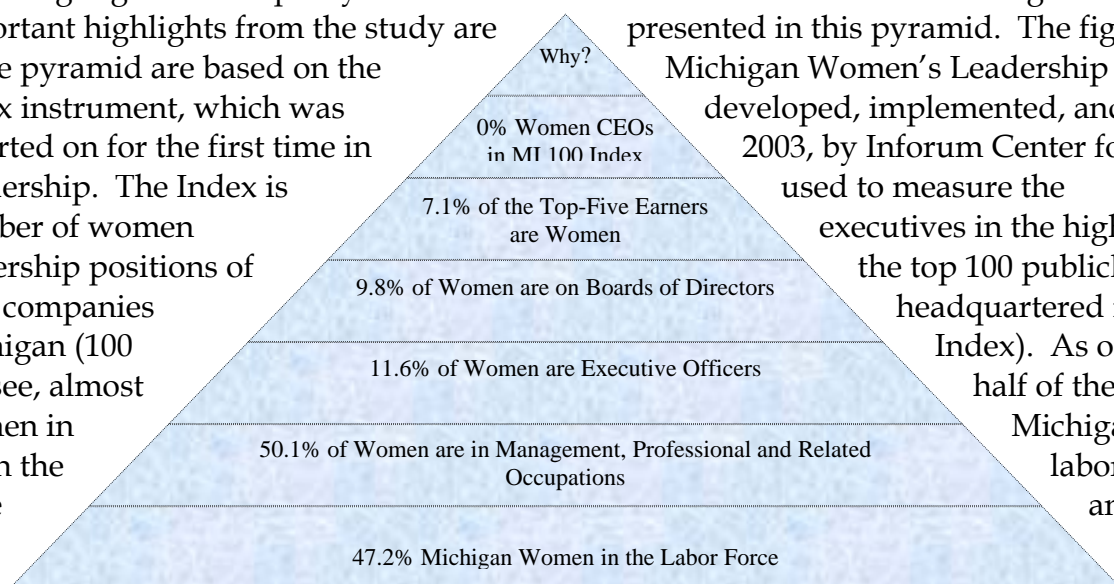 ortant highlights from the study are presented in this pyramid. The fig
e pyramid are based on the Michigan Women's Leadership
x instrument, which was developed, implemented, and
rted on for the first time in 2003, by Inforum Center fo
ership. The Index is used to measure the
ber of women executives in the high
ership positions of the top 100 publicl
companies headquartered
igan (100 Index). As o
see, almost half of the
en in Michiga
the labor
Why?
0% Women CEOs
in MI 100 Index
7.1% of the Top-Five Earners
are Women
9.8% of Women are on Boards of Directors
11.6% of Women are Executive Officers
50.1% of Women are in Management, Professional and Related
Occupations
47.2% Michigan Women in the Labor Force